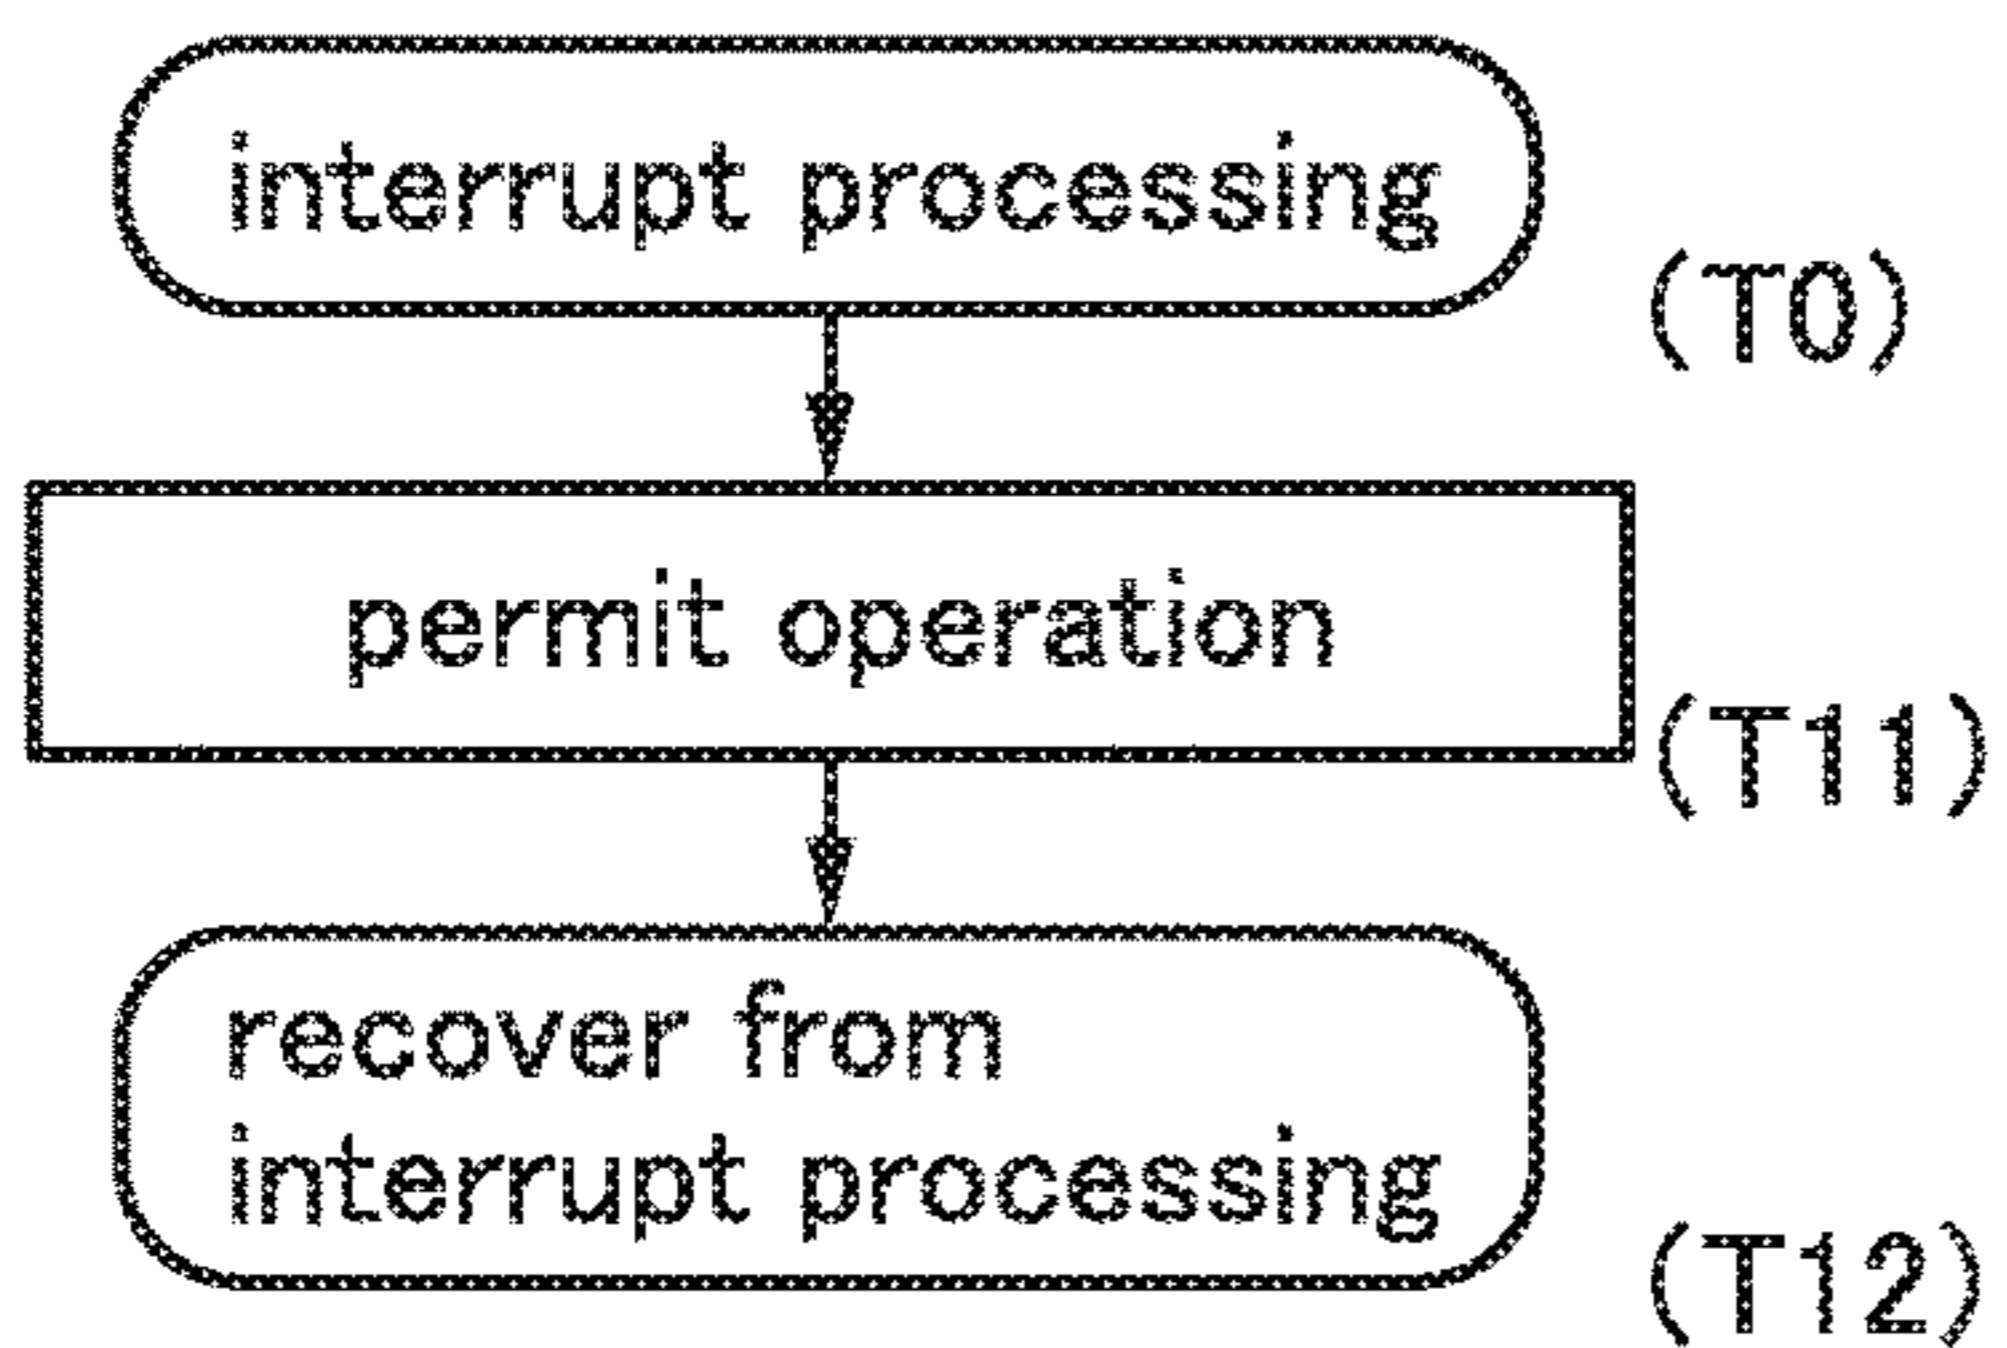 interrupt processing
(T0)
permit operation
(T11)
recover from
interrupt processing
(T12)